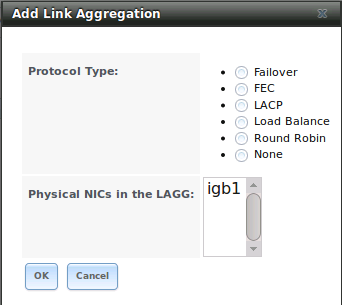 Add Link Aggregation
Protocol Type:
Failover
FEC
LACP
Load Balance
Round Robin
None
Physical NICs in the LAGG:
igb1
OK
Cancel